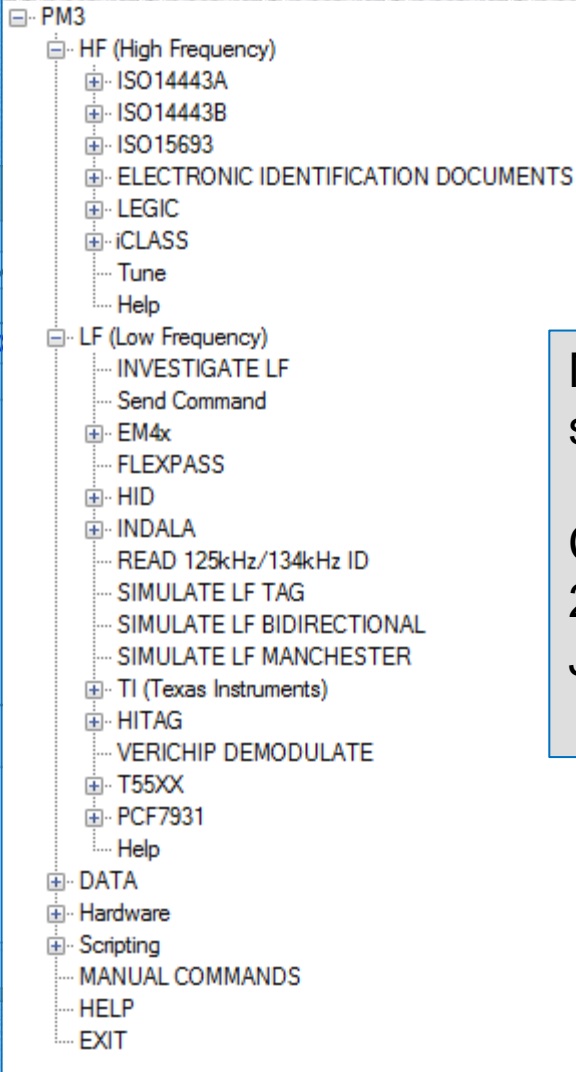 PM3
HF (High Frequency)
ISO14443A
ISO14443B
ISO15693
ELECTRONIC IDENTIFICATION DOCUMENTS
LEGIC
iCLASS
Tune
Help
LF (Low Frequency)
INVESTIGATE LF
Send Command
EM4x
FLEXPASS
HID
INDALA
READ 125kHz/134kHz ID
SIMULATE LF TAG
SIMULATE LF BIDIRECTIONAL
SIMULATE LF MANCHESTER
TI (Texas Instruments)
HITAG
VERICHIP DEMODULATE
T55XX
PCF7931
Help
DATA
Hardware
Scripting
MANUAL COMMANDS
HELP
EXIT